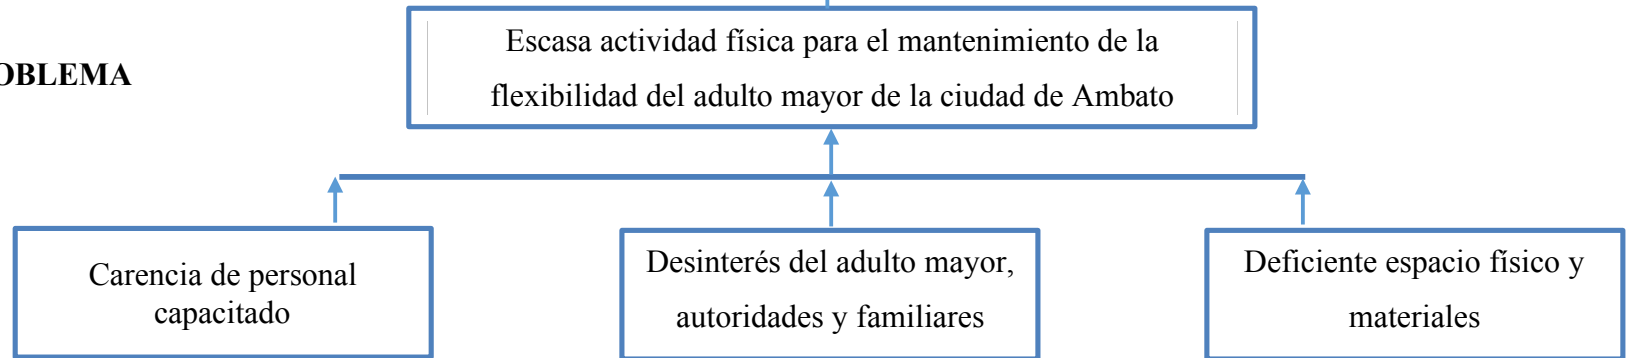 Escasa actividad física para el mantenimiento de la
OBLEMA
flexibilidad del adulto mayor de la ciudad de Ambato
Carencia de personal
capacitado
Desinterés del adulto mayor,
autoridades y familiares
Deficiente espacio físico y
materiales